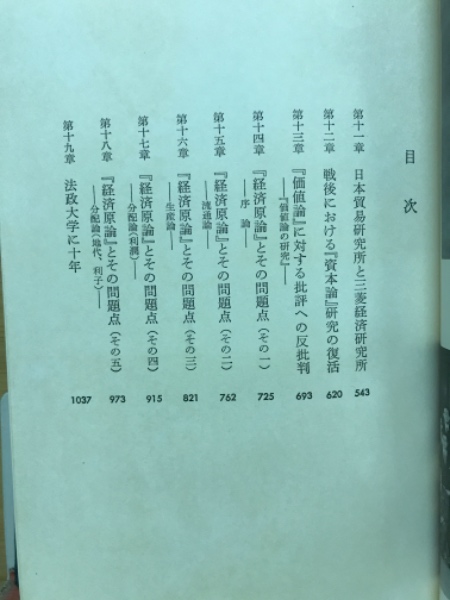 目次
第十一章 日本貿易研究所と三菱経済研究所 543
第十二章 戦後における『資本論』研究の復活 620
第十三章 『価値論』に対する批評への反批判 693
——『価値論の研究』——
第十四章 『経済原論』とその問題点(その一) 725
——序論——
第十五章 『経済原論』とその問題点(その二) 762
——流通論——
第十六章 『経済原論』とその問題点(その三) 821
——生産論——
第十七章 『経済原論』とその問題点(その四) 915
——分配論(利潤)——
第十八章 『経済原論』とその問題点(その五) 973
——分配論(地代、利子)——
第十九章 法政大学に十年 1037